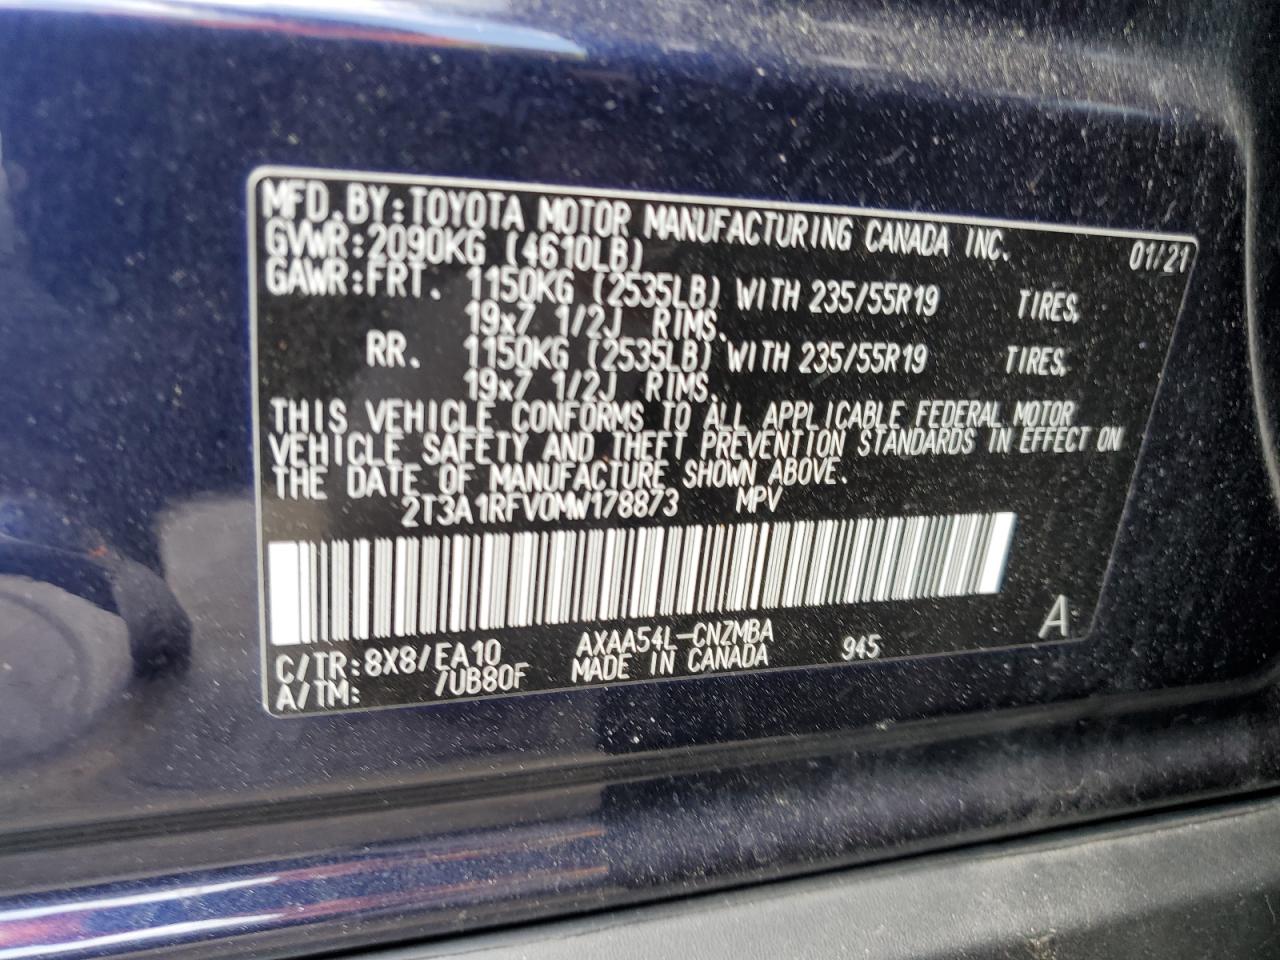 MFD.BY:TOYOTA MOTOR MANUFACTURING CANADA INC. 01/21
GVWR:2090KG (4610LB)
GAWR:FRT. 1150KG (2535LB) WITH 235/55R19 TIRES,
19x7 1/2J RIMS.
RR. 1150KG (2535LB) WITH 235/55R19 TIRES,
19x7 1/2J RIMS.
THIS VEHICLE CONFORMS TO ALL APPLICABLE FEDERAL MOTOR
VEHICLE SAFETY AND THEFT PREVENTION STANDARDS IN EFFECT ON
THE DATE OF MANUFACTURE SHOWN ABOVE.
2T3A1RFV0MW178873 MPV
A
C/TR:8X8/EA10 AXAA54L-CNZMBA 945
A/TM: /UB80F MADE IN CANADA